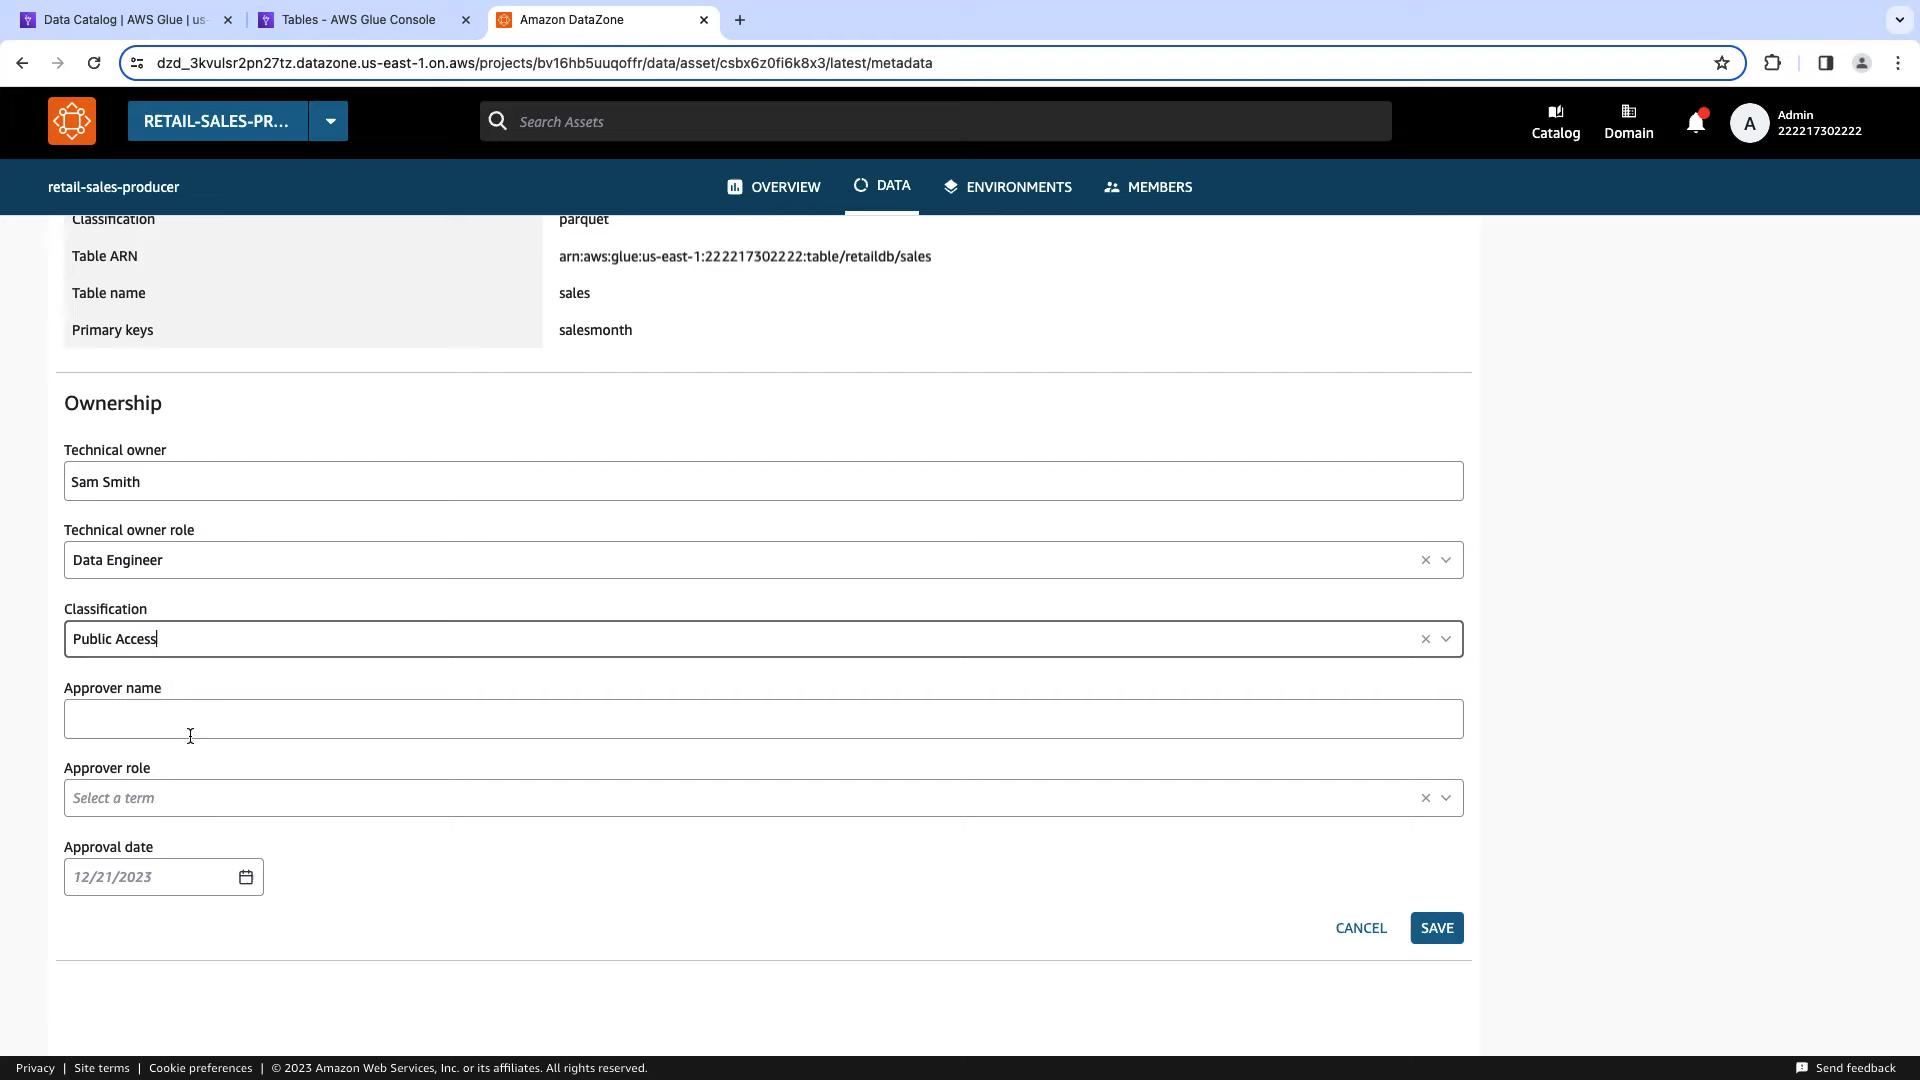 Data Catalog | AWS Glue | us-
Tables - AWS Glue Console
Amazon DataZone
dzd_3kvulsr2pn27tz.datazone.us-east-1.on.aws/projects/bv16hb5uuqoffr/data/asset/csbx6z0fi6k8x3/latest/metadata
RETAIL-SALES-PR...
Search Assets
Catalog
Domain
A
Admin
222217302222
retail-sales-producer
OVERVIEW
DATA
ENVIRONMENTS
MEMBERS
Classification parquet
Table ARN arn:aws:glue:us-east-1:222217302222:table/retaildb/sales
Table name sales
Primary keys salesmonth
Ownership
Technical owner
Sam Smith
Technical owner role
Data Engineer
Classification
Public Access
Approver name
Approver role
Select a term
Approval date
12/21/2023
CANCEL SAVE
Privacy | Site terms | Cookie preferences | © 2023 Amazon Web Services, Inc. or its affiliates. All rights reserved. Send feedback